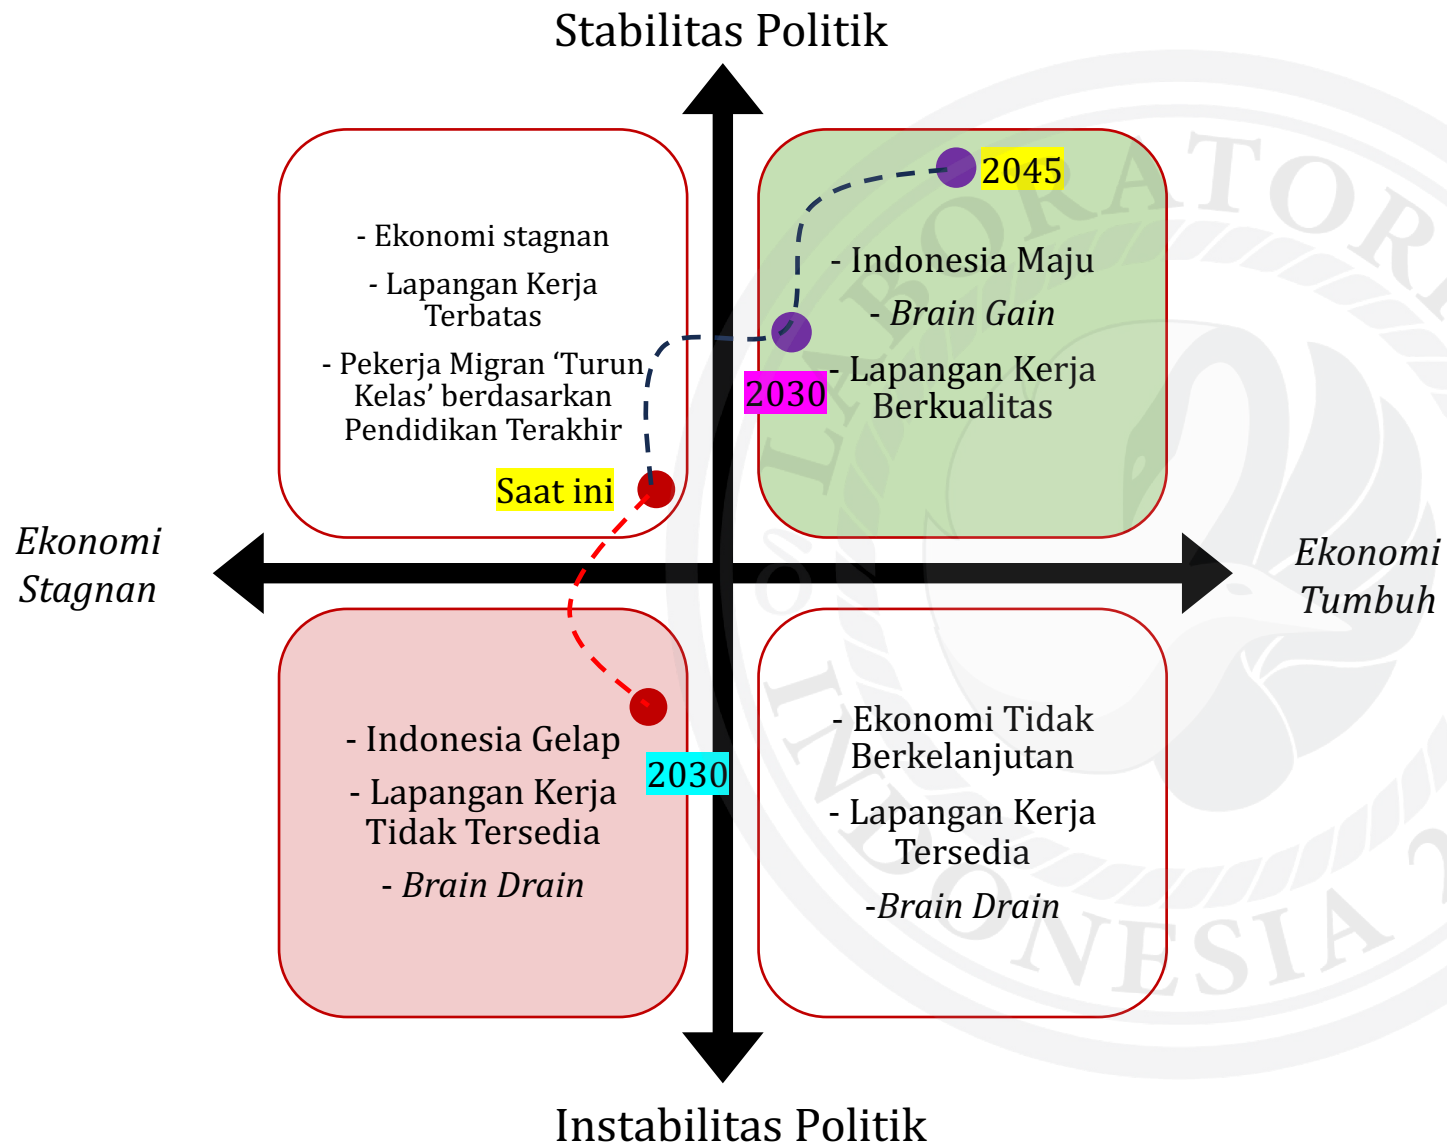 Stabilitas Politik
- Ekonomi stagnan
- Lapangan Kerja
Terbatas
- Pekerja Migran ‘Turun
Kelas’ berdasarkan
Pendidikan Terakhir
Saat ini
2045
- Indonesia Maju
- Brain Gain
- Lapangan Kerja
Berkualitas
2030
Ekonomi
Stagnan
Ekonomi
Tumbuh
- Indonesia Gelap
- Lapangan Kerja
Tidak Tersedia
- Brain Drain
2030
- Ekonomi Tidak
Berkelanjutan
- Lapangan Kerja
Tersedia
-Brain Drain
Instabilitas Politik
INDONESIA 2